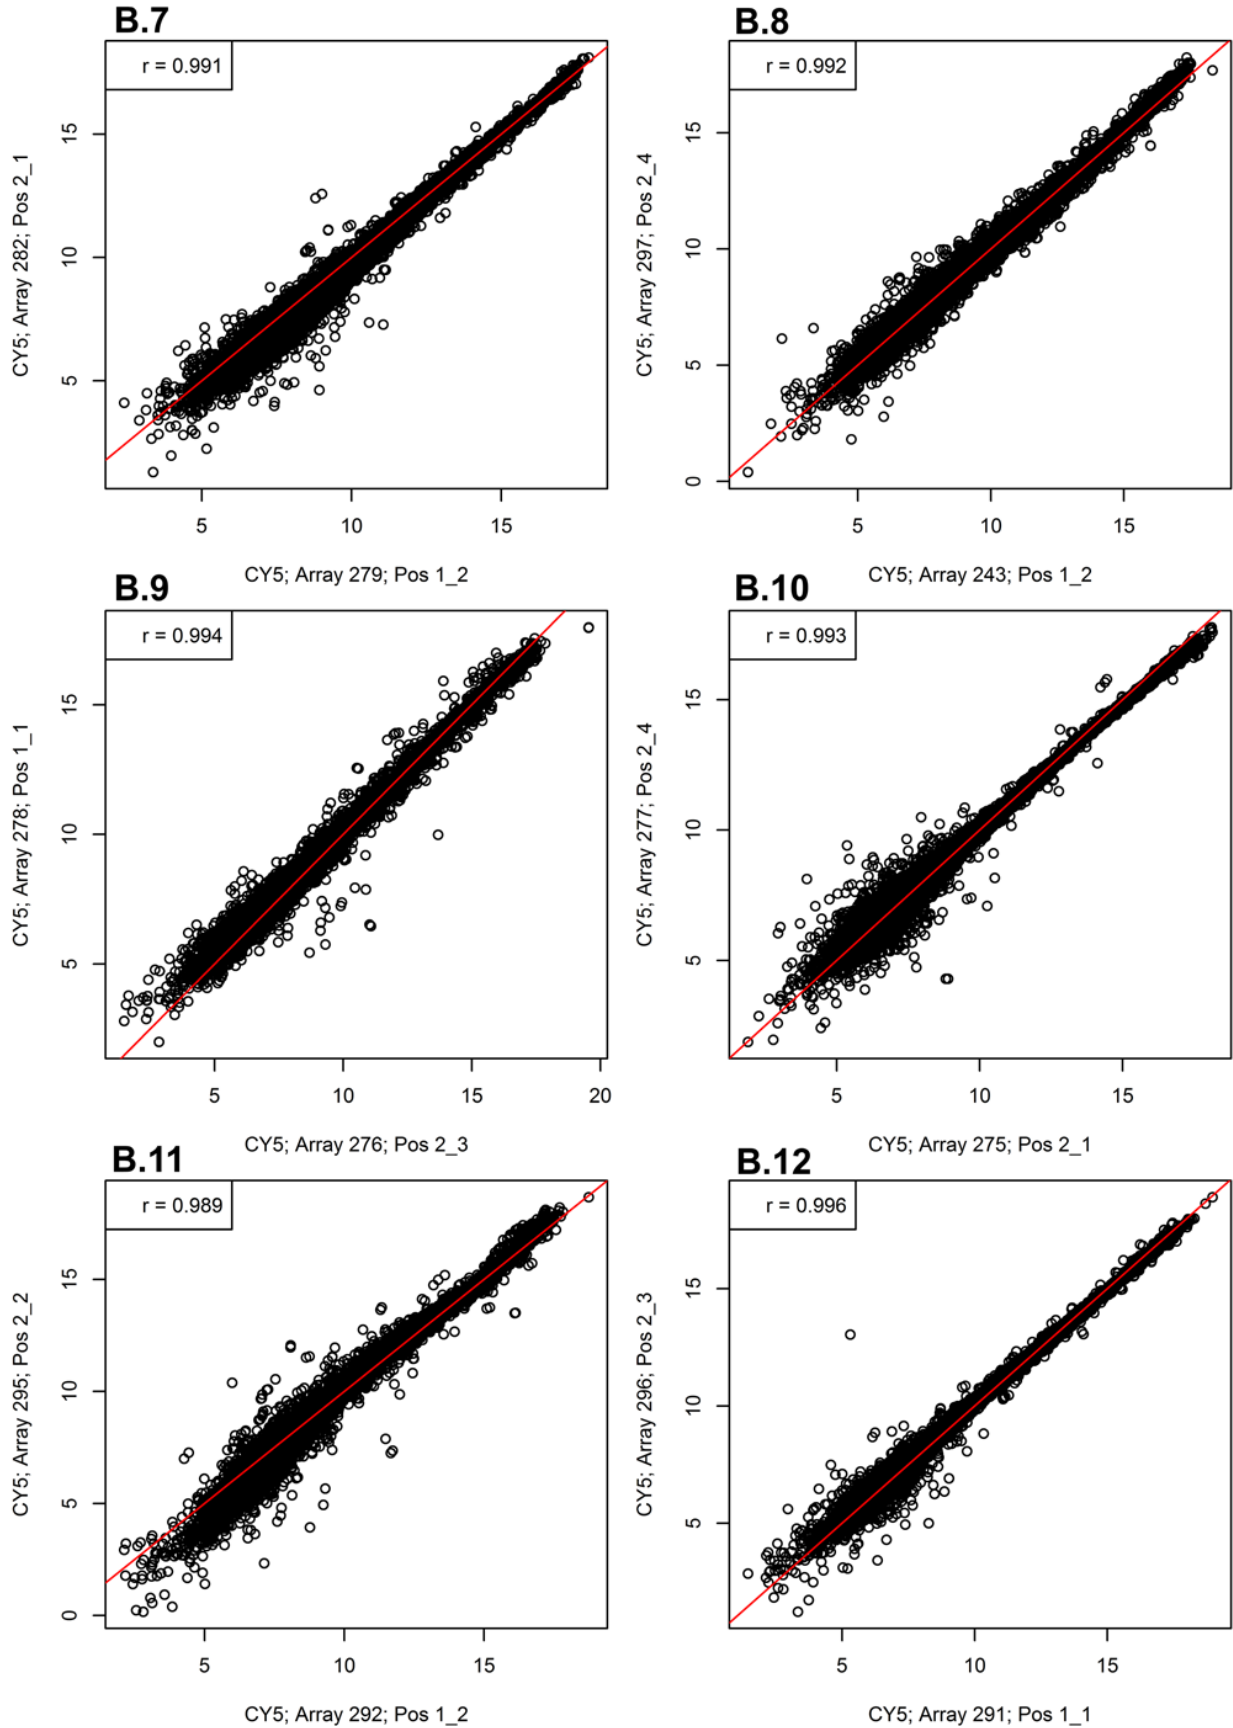 B.7
r = 0.991
15
10
5
CY5; Array 282; Pos 2_1
5 10 15
CY5; Array 279; Pos 1_2
B.8
r = 0.992
15
10
5
0
CY5; Array 297; Pos 2_4
5 10 15
CY5; Array 243; Pos 1_2
B.9
r = 0.994
15
10
5
CY5; Array 278; Pos 1_1
5 10 15 20
CY5; Array 276; Pos 2_3
B.10
r = 0.993
15
10
5
CY5; Array 277; Pos 2_4
5 10 15
CY5; Array 275; Pos 2_1
B.11
r = 0.989
15
10
5
0
CY5; Array 295; Pos 2_2
5 10 15
CY5; Array 292; Pos 1_2
B.12
r = 0.996
15
10
5
CY5; Array 296; Pos 2_3
5 10 15
CY5; Array 291; Pos 1_1